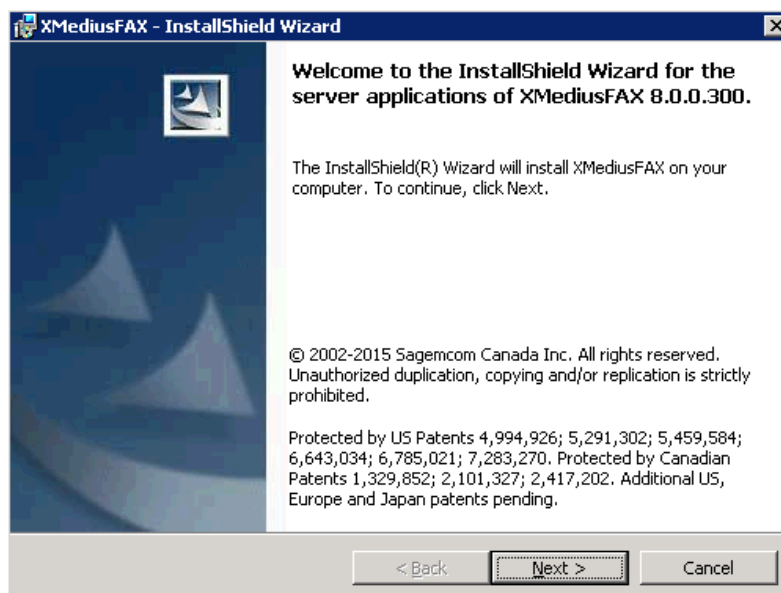 XMediusFAX - InstallShield Wizard
Welcome to the InstallShield Wizard for the
server applications of XMediusFAX 8.0.0.300.
The InstallShield(R) Wizard will install XMediusFAX on your
computer. To continue, click Next.
© 2002-2015 Sagemcom Canada Inc. All rights reserved.
Unauthorized duplication, copying and/or replication is strictly
prohibited.
Protected by US Patents 4,994,926; 5,291,302; 5,459,584;
6,643,034; 6,785,021; 7,283,270. Protected by Canadian
Patents 1,329,852; 2,101,327; 2,417,202. Additional US,
Europe and Japan patents pending.
< Back Next > Cancel